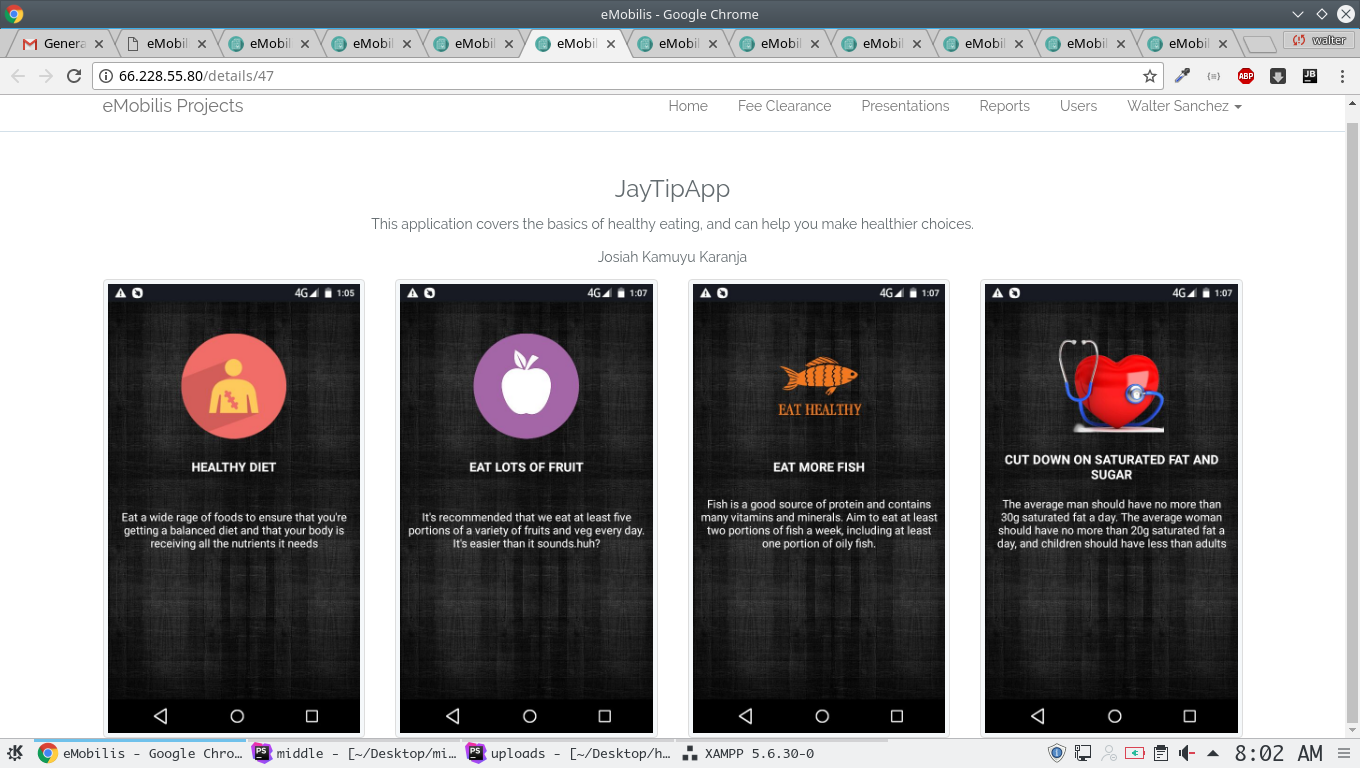 eMobilis - Google Chrome
Genera eMobil eMobil eMobil eMobil eMobil eMobil eMobil eMobil eMobil eMobil eMobil walter
66.228.55.80/details/47
ABP JB
eMobilis Projects Home Fee Clearance Presentations Reports Users Walter Sanchez
JayTipApp
This application covers the basics of healthy eating, and can help you make healthier choices.
Josiah Kamuyu Karanja
4G 1:05
HEALTHY DIET
Eat a wide rage of foods to ensure that you're
getting a balanced diet and that your body is
receiving all the nutrients it needs
4G 1:07
EAT LOTS OF FRUIT
It's recommended that we eat at least five
portions of a variety of fruits and veg every day.
It's easier than it sounds.huh?
4G 1:07
EAT HEALTHY
EAT MORE FISH
Fish is a good source of protein and contains
many vitamins and minerals. Aim to eat at least
two portions of fish a week, including at least
one portion of oily fish.
4G 1:07
CUT DOWN ON SATURATED FAT AND
SUGAR
The average man should have no more than
30g saturated fat a day. The average woman
should have no more than 20g saturated fat a
day, and children should have less than adults
eMobilis - Google Chro... PS middle - [~/Desktop/mi... PS uploads - [~/Desktop/h... XAMPP 5.6.30-0 8:02 AM